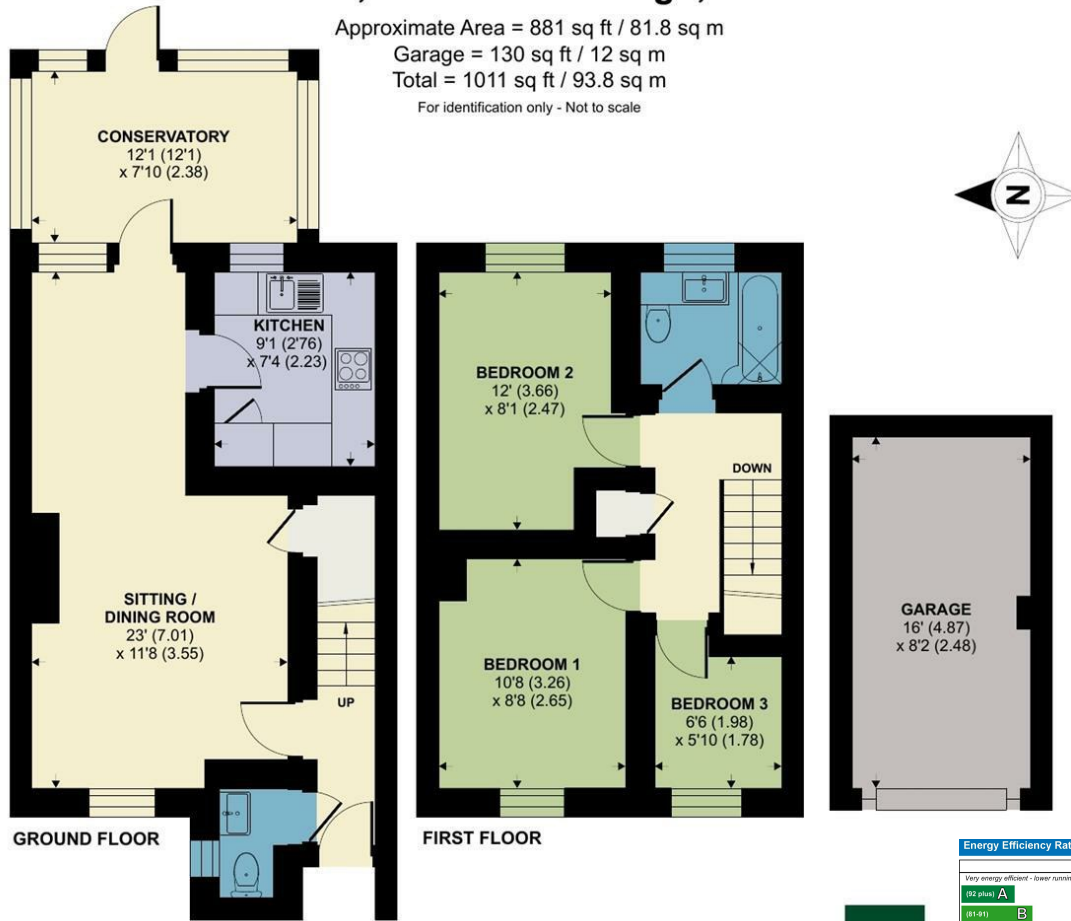 Approximate Area = 881 sq ft / 81.8 sq m
Garage = 130 sq ft / 12 sq m
Total = 1011 sq ft / 93.8 sq m
For identification only - Not to scale
CONSERVATORY
12'1 (12'1)
x 7'10 (2.38)
N
KITCHEN
9'1 (2'76)
x 7'4 (2.23)
SITTING /
DINING ROOM
23' (7.01)
x 11'8 (3.55)
UP
GROUND FLOOR
BEDROOM 2
12' (3.66)
x 8'1 (2.47)
DOWN
BEDROOM 1
10'8 (3.26)
x 8'8 (2.65)
BEDROOM 3
6'6 (1.98)
x 5'10 (1.78)
FIRST FLOOR
GARAGE
16' (4.87)
x 8'2 (2.48)
Energy Efficiency
Very energy efficient - lower
(92 plus) A
(81-91) B